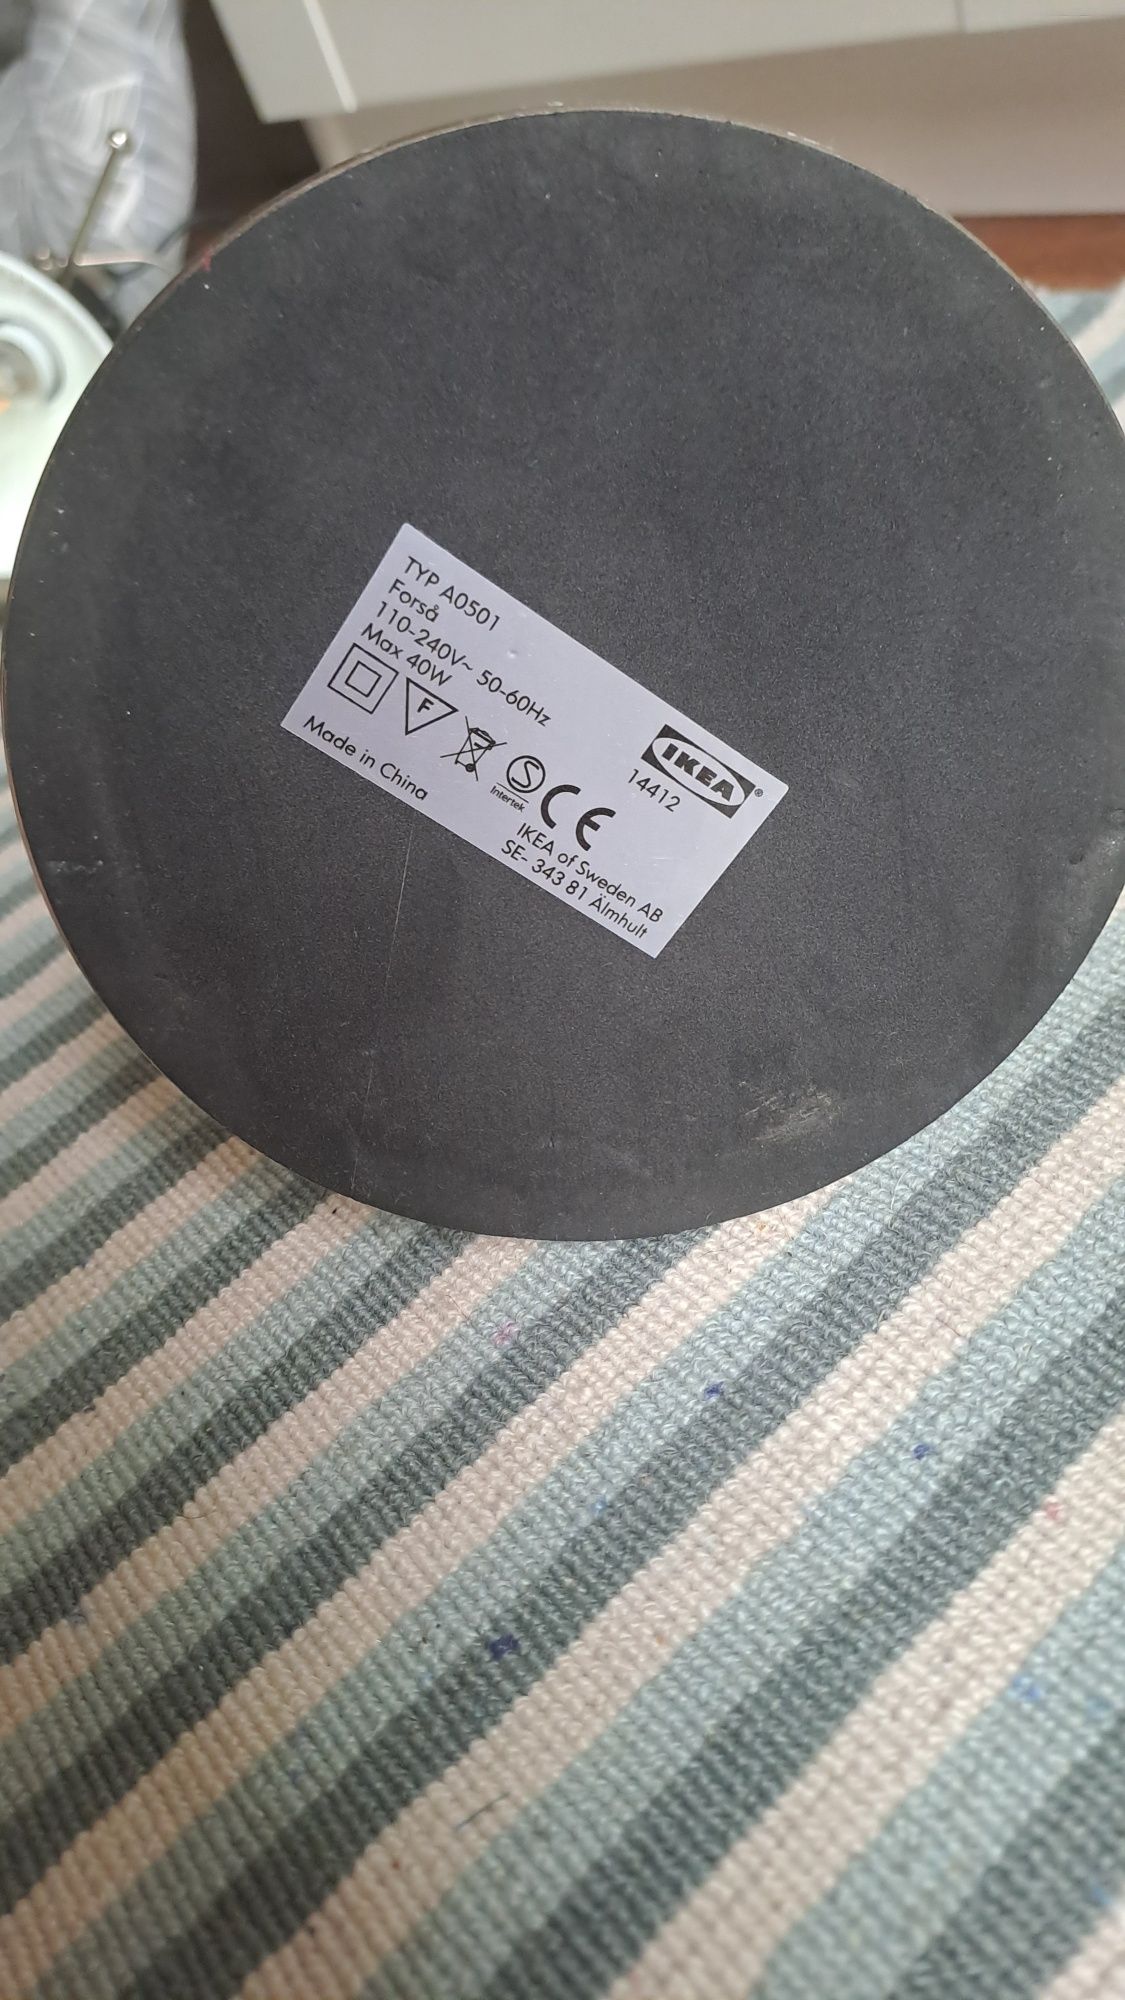 TYP A0501
Forså
110-240V~ 50-60Hz
Max 40W
F
Made in China
S
Intertek
CE
IKEA®
14412
IKEA of Sweden AB
SE- 343 81 Älmhult